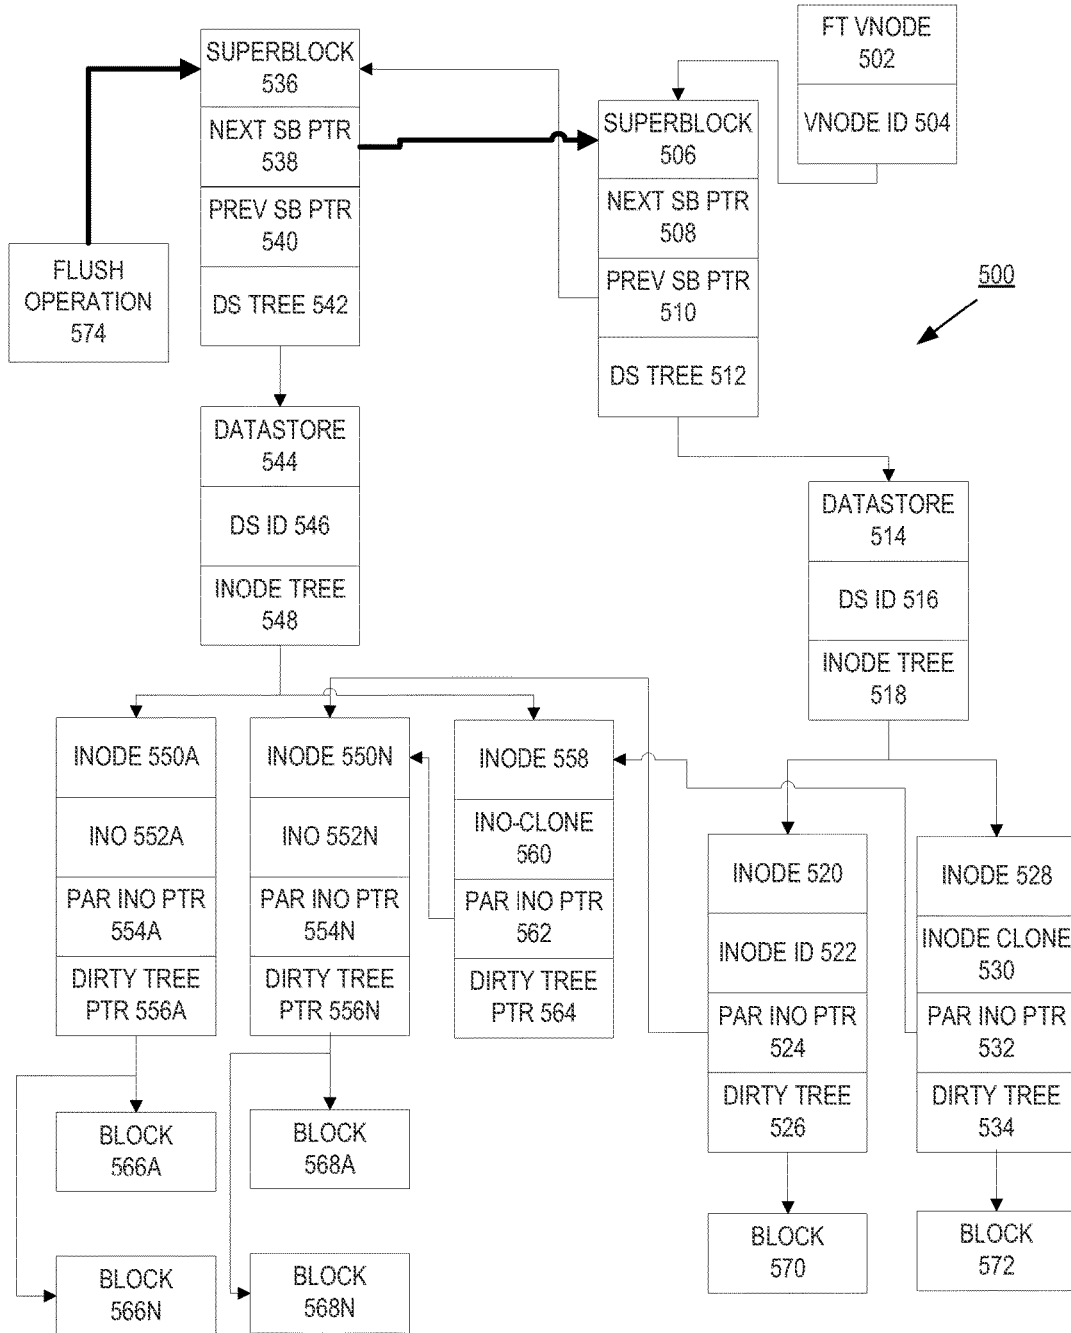 FT VNODE
502
VNODE ID 504
SUPERBLOCK
536
NEXT SB PTR
538
PREV SB PTR
540
DS TREE 542
SUPERBLOCK
506
NEXT SB PTR
508
PREV SB PTR
510
DS TREE 512
FLUSH
OPERATION
574
500
DATASTORE
544
DS ID 546
INODE TREE
548
DATASTORE
514
DS ID 516
INODE TREE
518
INODE 550A
INO 552A
PAR INO PTR
554A
DIRTY TREE
PTR 556A
INODE 550N
INO 552N
PAR INO PTR
554N
DIRTY TREE
PTR 556N
INODE 558
INO-CLONE
560
PAR INO PTR
562
DIRTY TREE
PTR 564
INODE 520
INODE ID 522
PAR INO PTR
524
DIRTY TREE
526
INODE 528
INODE CLONE
530
PAR INO PTR
532
DIRTY TREE
534
BLOCK
566A
BLOCK
568A
BLOCK
570
BLOCK
572
BLOCK
566N
BLOCK
568N